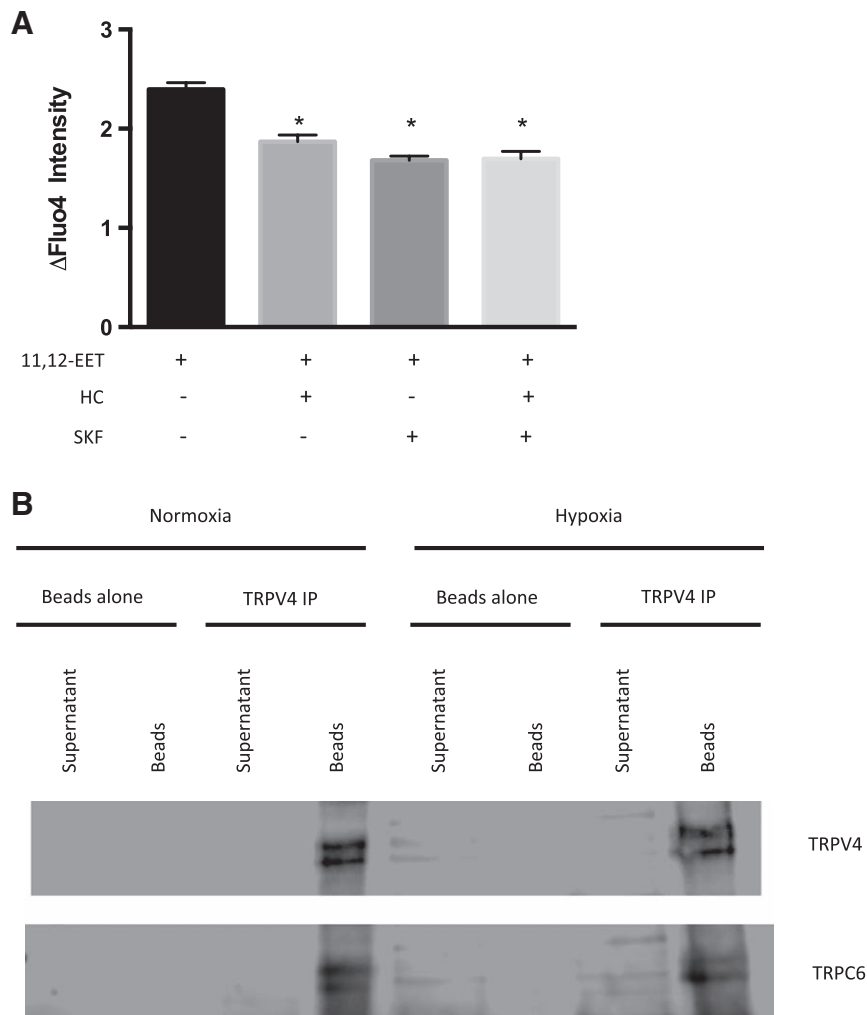 A
3
2
1
0
ΔFluo4 Intensity
* * *
11,12-EET + + + +
HC - + - +
SKF - - + +
B
Normoxia Hypoxia
Beads alone TRPV4 IP Beads alone TRPV4 IP
Supernatant Beads Supernatant Beads Supernatant Beads Supernatant Beads
TRPV4
TRPC6